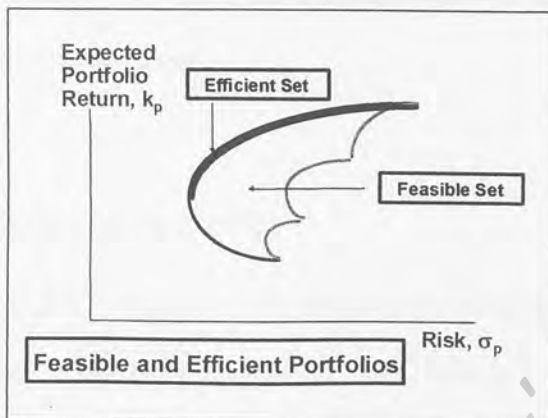 Expected
Portfolio
Return, kp
Efficient Set
Feasible Set
Risk, σp
Feasible and Efficient Portfolios